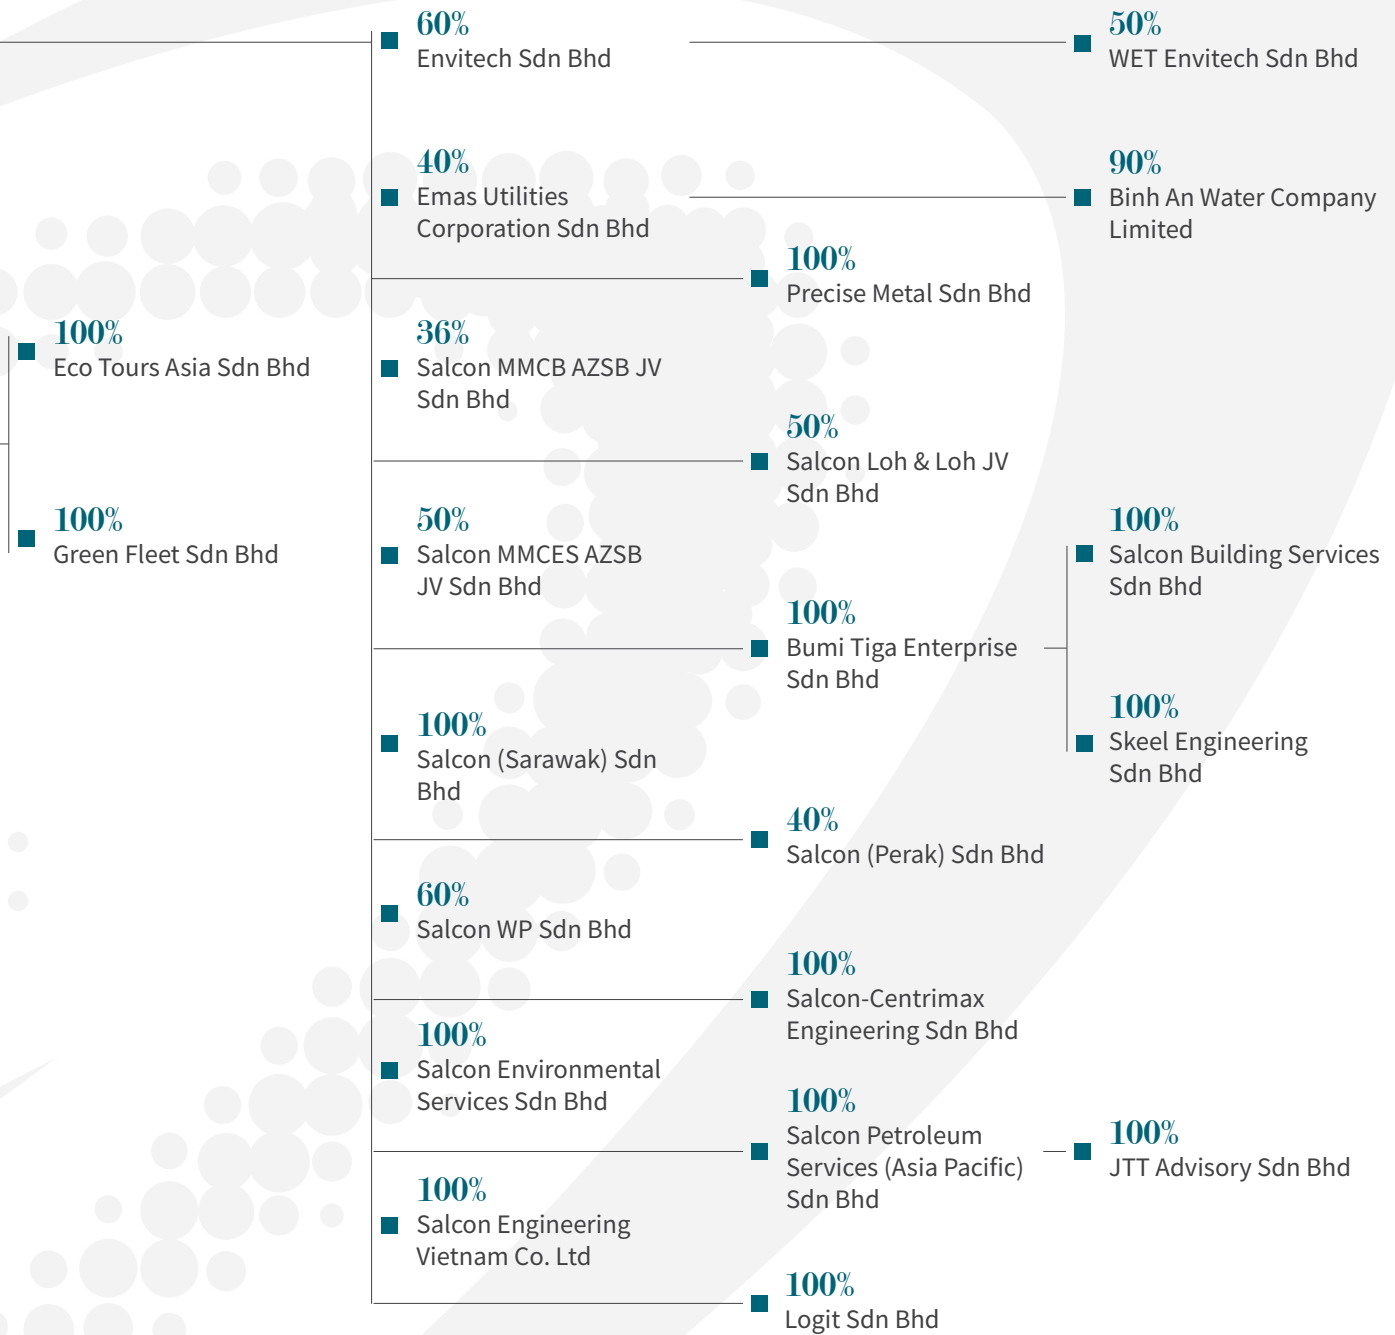 100%
Eco Tours Asia Sdn Bhd
100%
Green Fleet Sdn Bhd
60%
Envitech Sdn Bhd
40%
Emas Utilities
Corporation Sdn Bhd
36%
Salcon MMCB AZSB JV
Sdn Bhd
50%
Salcon MMCES AZSB
JV Sdn Bhd
100%
Salcon (Sarawak) Sdn
Bhd
60%
Salcon WP Sdn Bhd
100%
Salcon Environmental
Services Sdn Bhd
100%
Salcon Engineering
Vietnam Co. Ltd
100%
Precise Metal Sdn Bhd
50%
Salcon Loh & Loh JV
Sdn Bhd
100%
Bumi Tiga Enterprise
Sdn Bhd
40%
Salcon (Perak) Sdn Bhd
100%
Salcon-Centrimax
Engineering Sdn Bhd
100%
Salcon Petroleum
Services (Asia Pacific)
Sdn Bhd
100%
Logit Sdn Bhd
50%
WET Envitech Sdn Bhd
90%
Binh An Water Company
Limited
100%
Salcon Building Services
Sdn Bhd
100%
Skeel Engineering
Sdn Bhd
100%
JTT Advisory Sdn Bhd